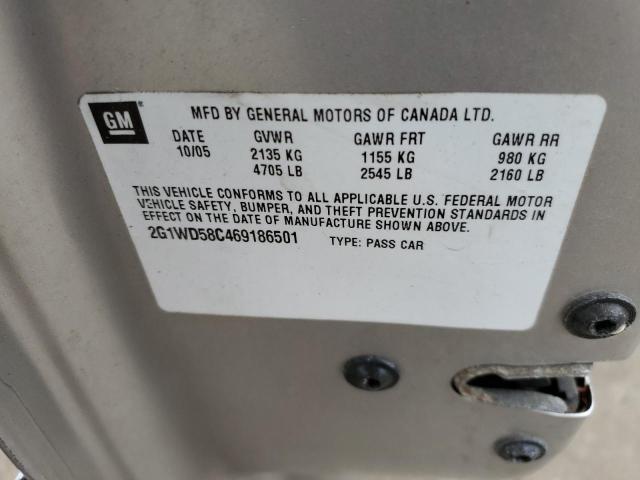 GM
MFD BY GENERAL MOTORS OF CANADA LTD.
DATE GVWR GAWR FRT GAWR RR
10/05 2135 KG 1155 KG 980 KG
4705 LB 2545 LB 2160 LB
THIS VEHICLE CONFORMS TO ALL APPLICABLE U.S. FEDERAL MOTOR
VEHICLE SAFETY, BUMPER, AND THEFT PREVENTION STANDARDS IN
EFFECT ON THE DATE OF MANUFACTURE SHOWN ABOVE.
2G1WD58C469186501 TYPE: PASS CAR